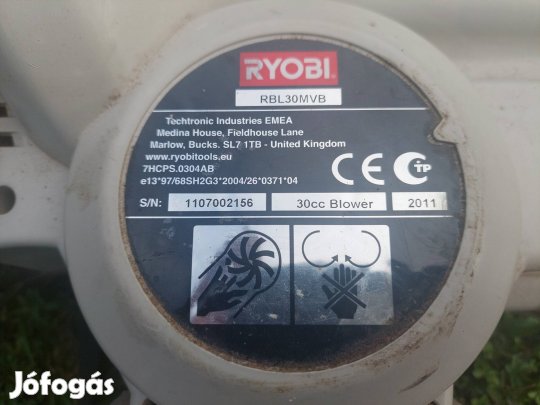 RYOBI
RBL30MVB
Techtronic Industries EMEA
Medina House, Fieldhouse Lane
Marlow, Bucks. SL7 1TB - United Kingdom
www.ryobitools.eu
7HCPS.0304AB
e13*97/68SH2G3*2004/26*0371*04
CE
TP
S/N: 1107002156 30cc Blower 2011
Jófogás